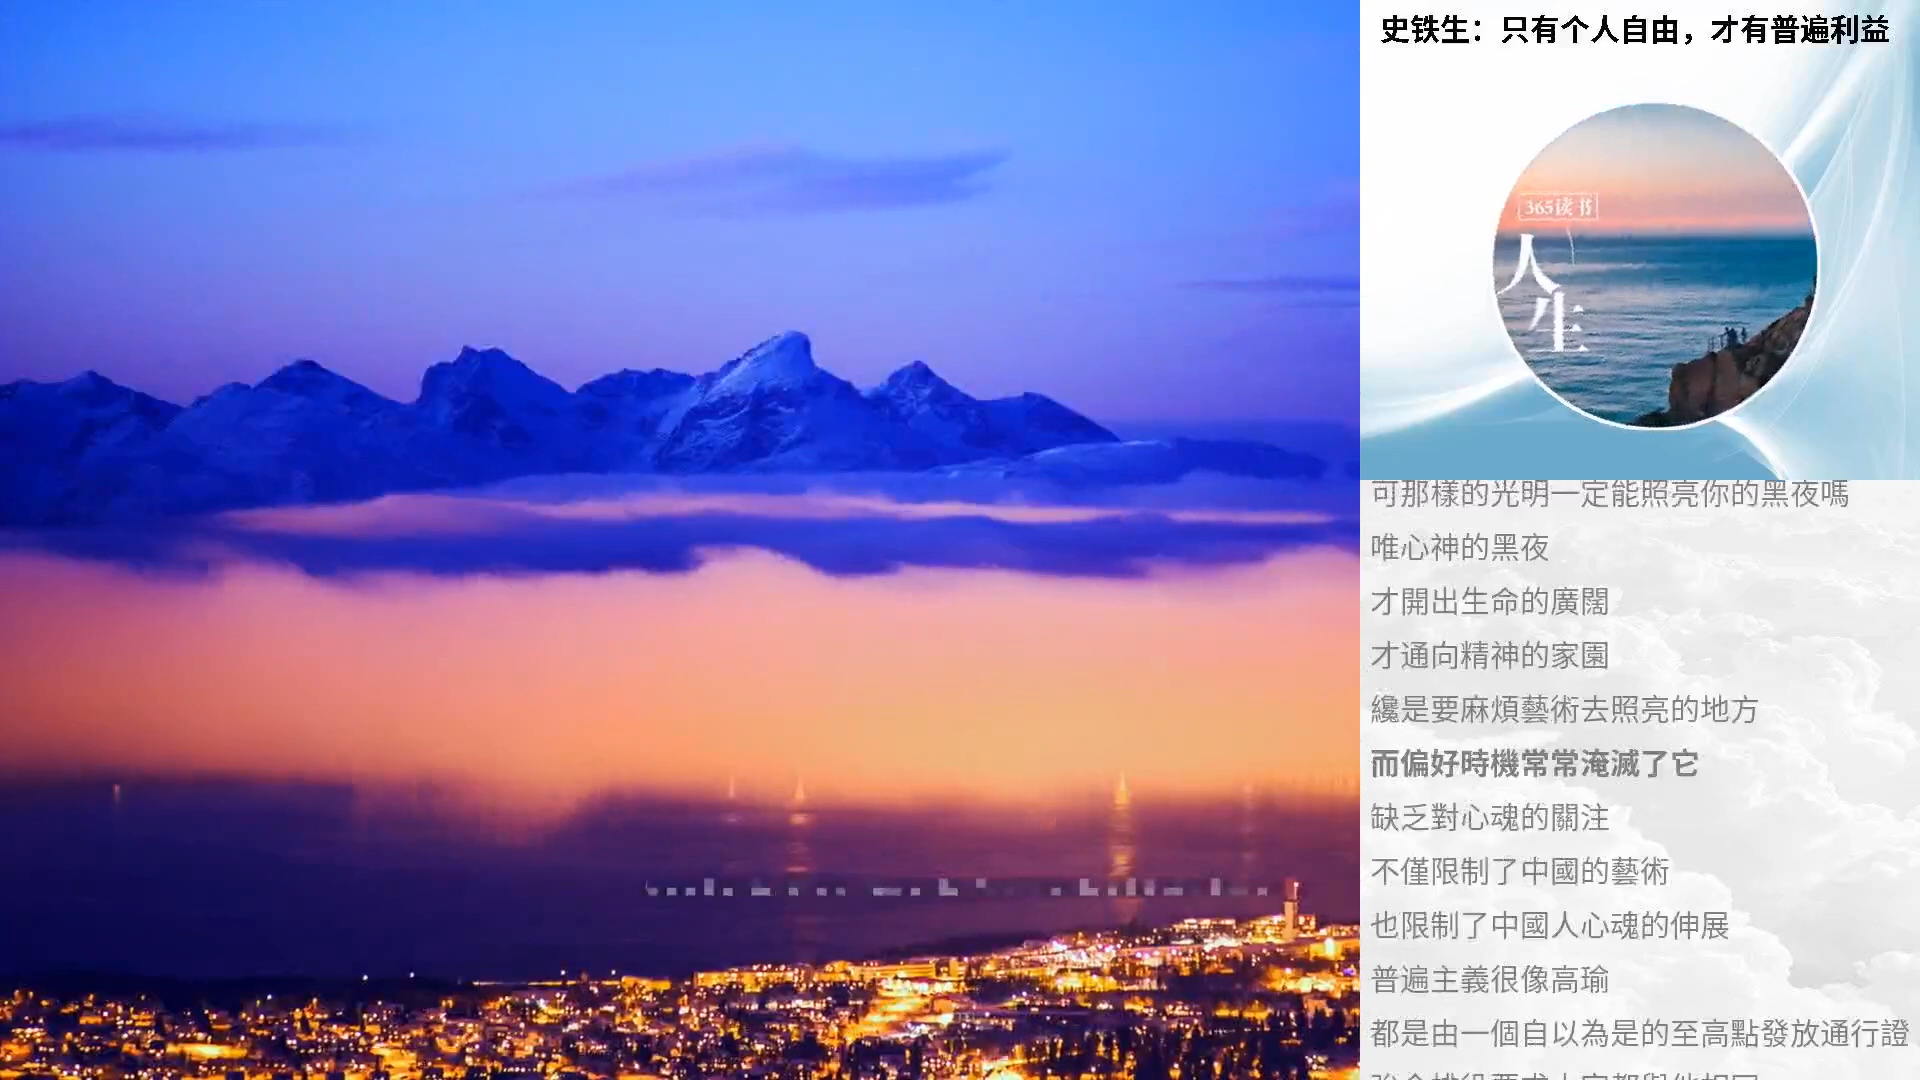 史铁生：只有个人自由，才有普遍利益
365读书
人生
可那樣的光明一定能照亮你的黑夜嗎
唯心神的黑夜
才開出生命的廣闊
才通向精神的家園
纔是要麻煩藝術去照亮的地方
而偏好時機常常淹滅了它
缺乏對心魂的關注
不僅限制了中國的藝術
也限制了中國人心魂的伸展
普遍主義很像高瑜
都是由一個自以為是的至高點發放通行證